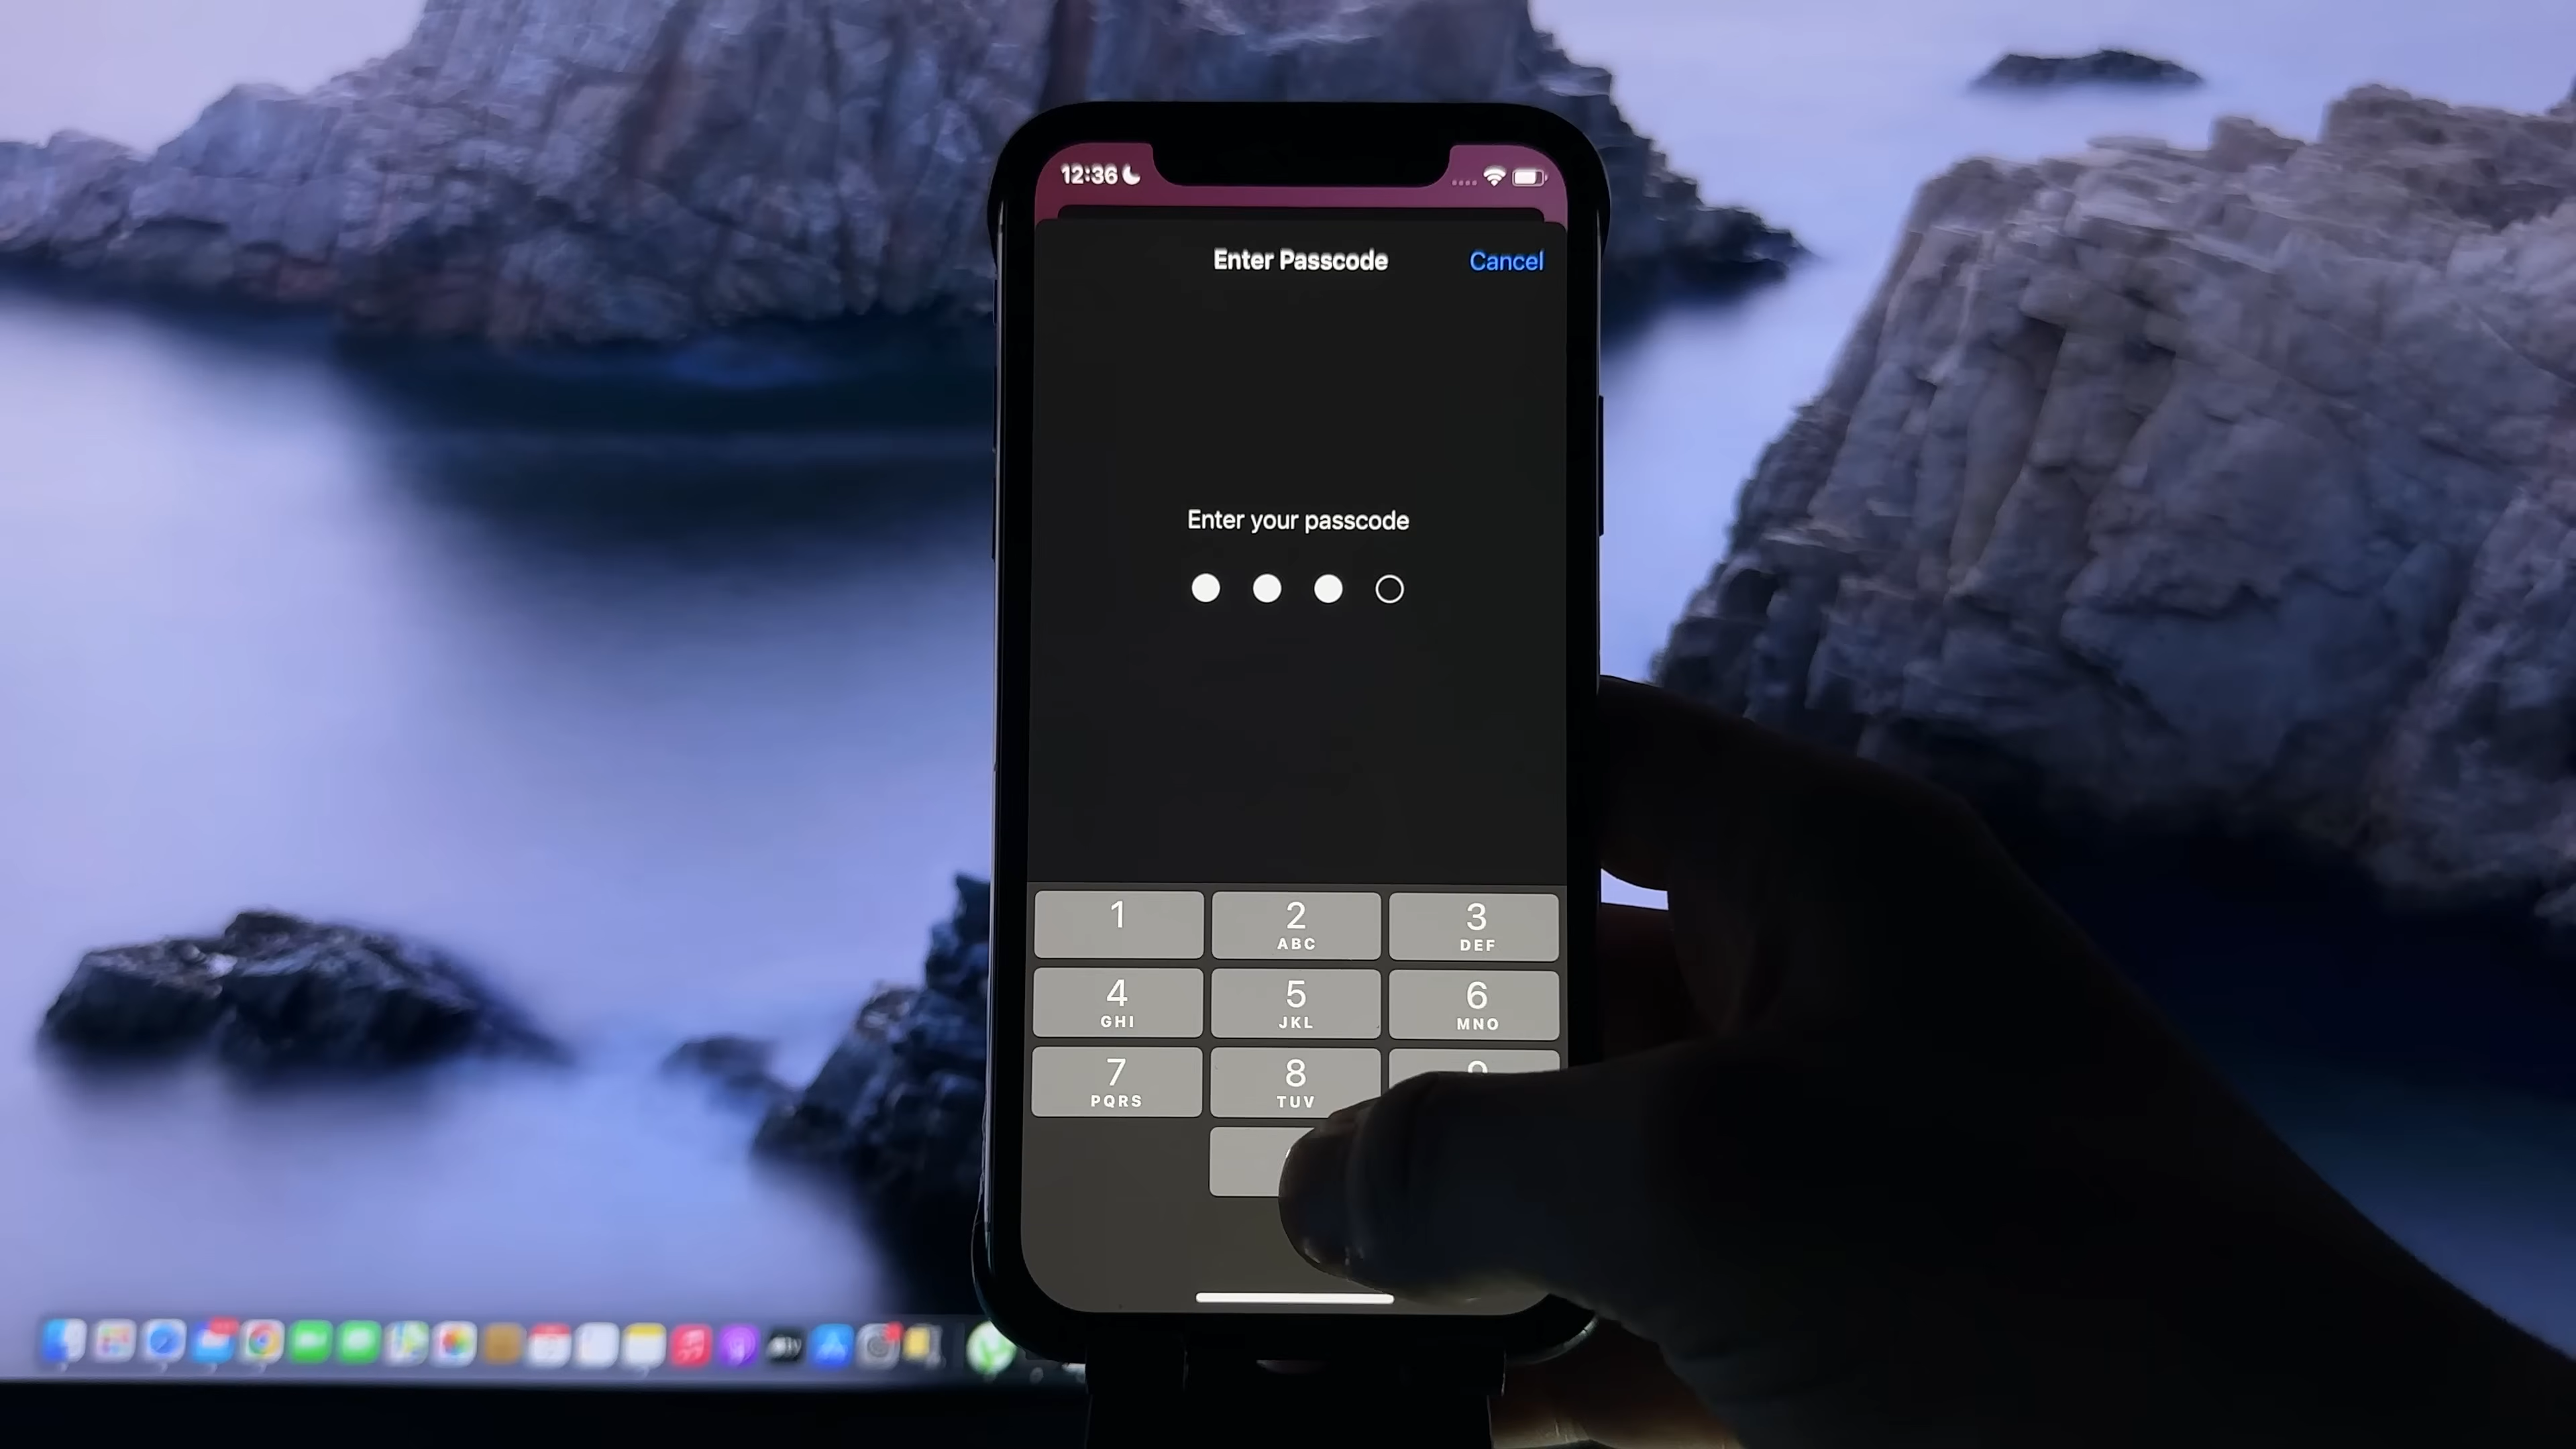 12:36
Enter Passcode
Cancel
Enter your passcode
1
2
ABC
3
DEF
4
GHI
5
JKL
6
MNO
7
PQRS
8
TUV